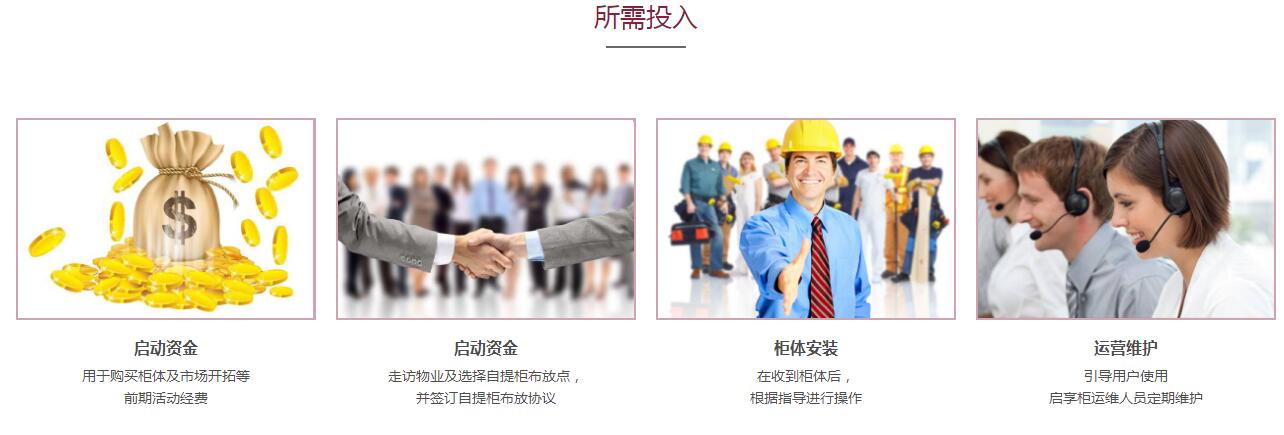 所需投入
启动资金
用于购买柜体及市场开拓等
前期活动经费
启动资金
走访物业及选择自提柜布放点，
并签订自提柜布放协议
柜体安装
在收到柜体后，
根据指导进行操作
运营维护
引导用户使用
启享柜运维人员定期维护